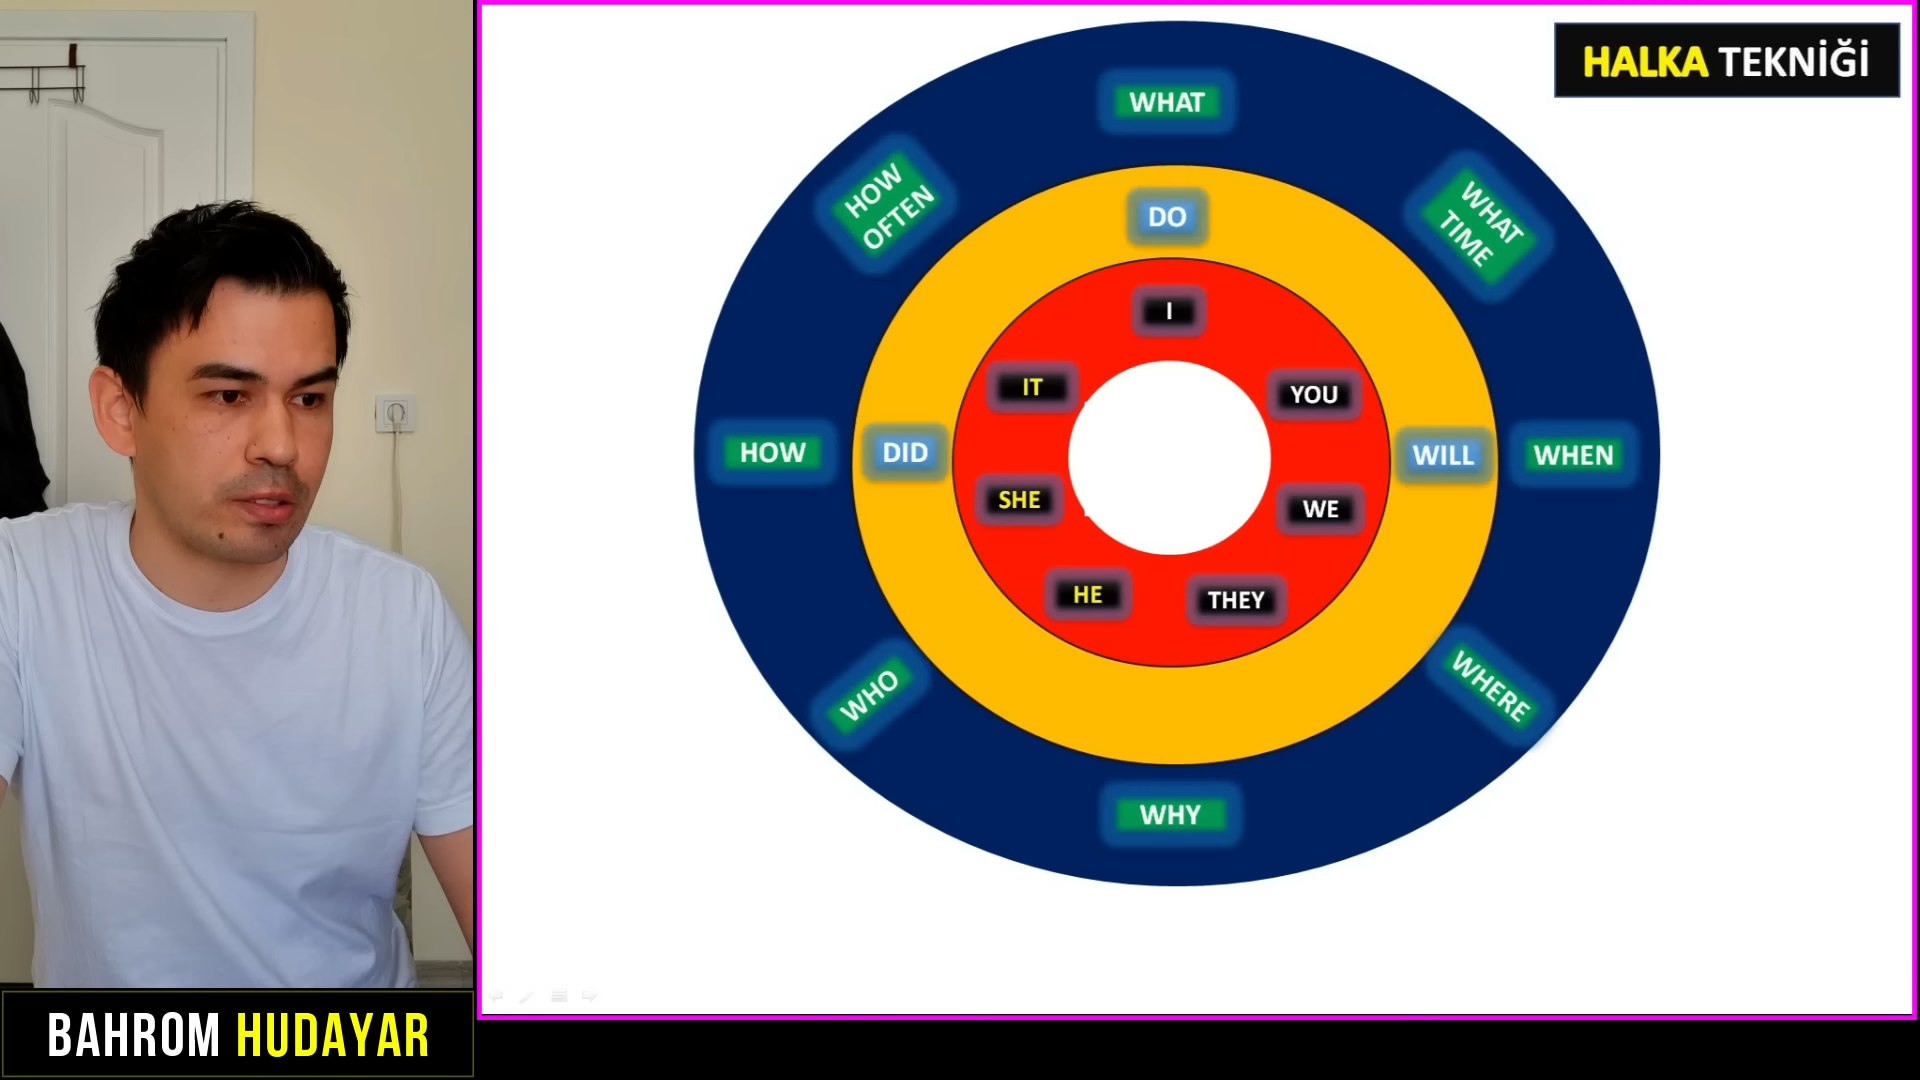 HALKA TEKNİĞİ
WHAT
HOW
OFTEN
WHAT
TIME
DO
I
IT
YOU
HOW
DID
WILL
WHEN
SHE
WE
HE
THEY
WHO
WHERE
WHY
BAHROM HUDAYAR